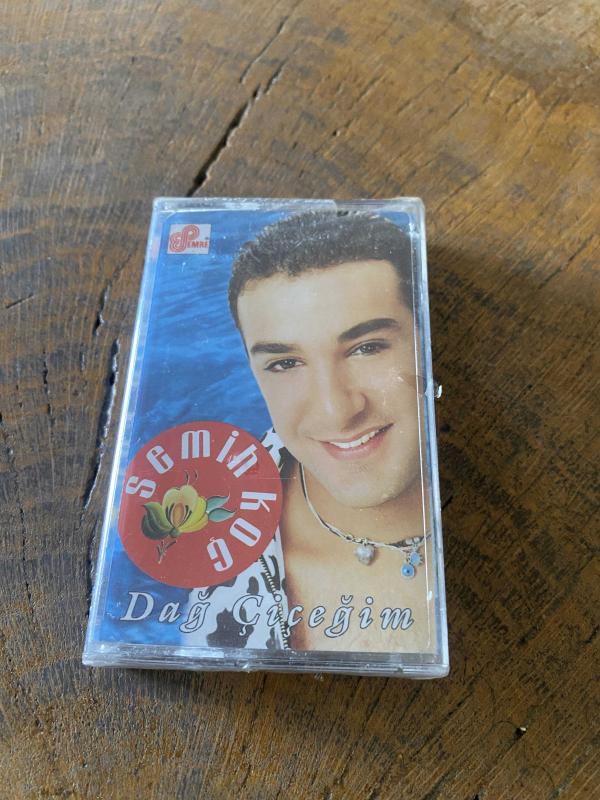 EMRE
Semih Koç
Dağ Çiçeğim